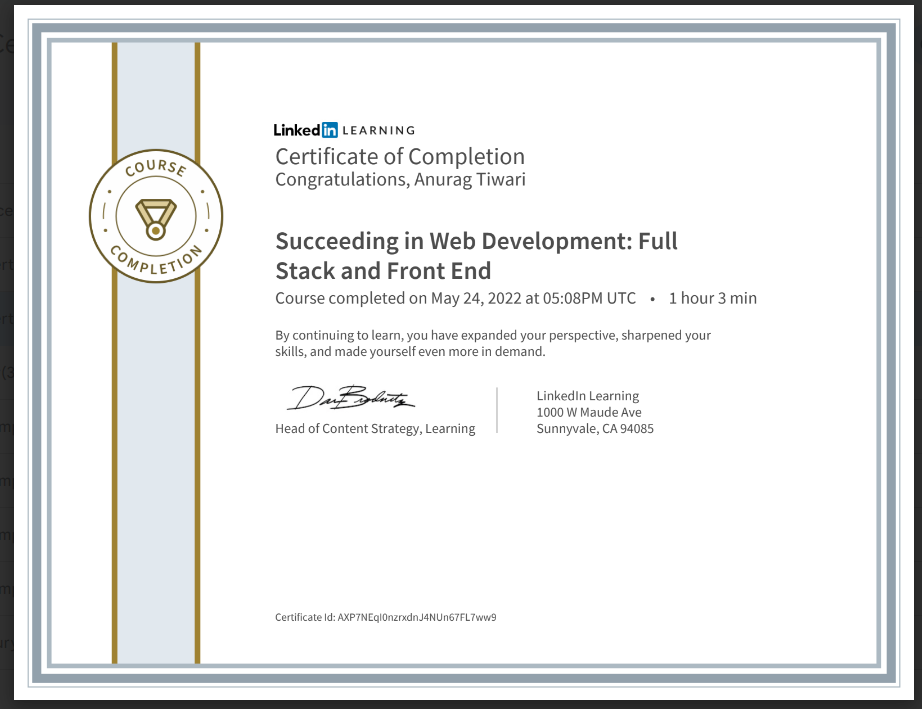 COURSE
COMPLETION
Linked in LEARNING
Certificate of Completion
Congratulations, Anurag Tiwari
Succeeding in Web Development: Full
Stack and Front End
Course completed on May 24, 2022 at 05:08PM UTC • 1 hour 3 min
By continuing to learn, you have expanded your perspective, sharpened your
skills, and made yourself even more in demand.
Head of Content Strategy, Learning
LinkedIn Learning
1000 W Maude Ave
Sunnyvale, CA 94085
Certificate Id: AXP7NEqI0nzrxdnJ4NUn67FL7ww9